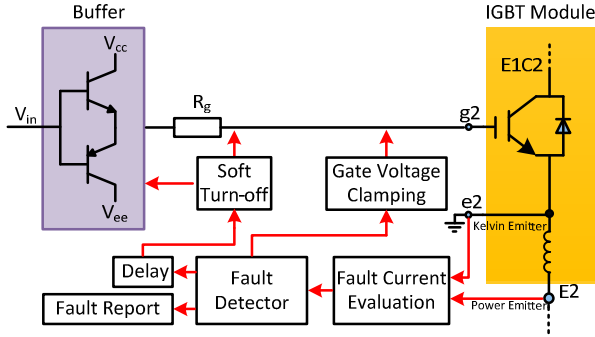 Buffer
IGBT Module
Vcc
E1C2
Vin
Rg
g2
Soft
Turn-off
Gate Voltage
Clamping
Vee
e2
Kelvin Emitter
Delay
Fault
Detector
Fault Current
Evaluation
E2
Fault Report
Power Emitter